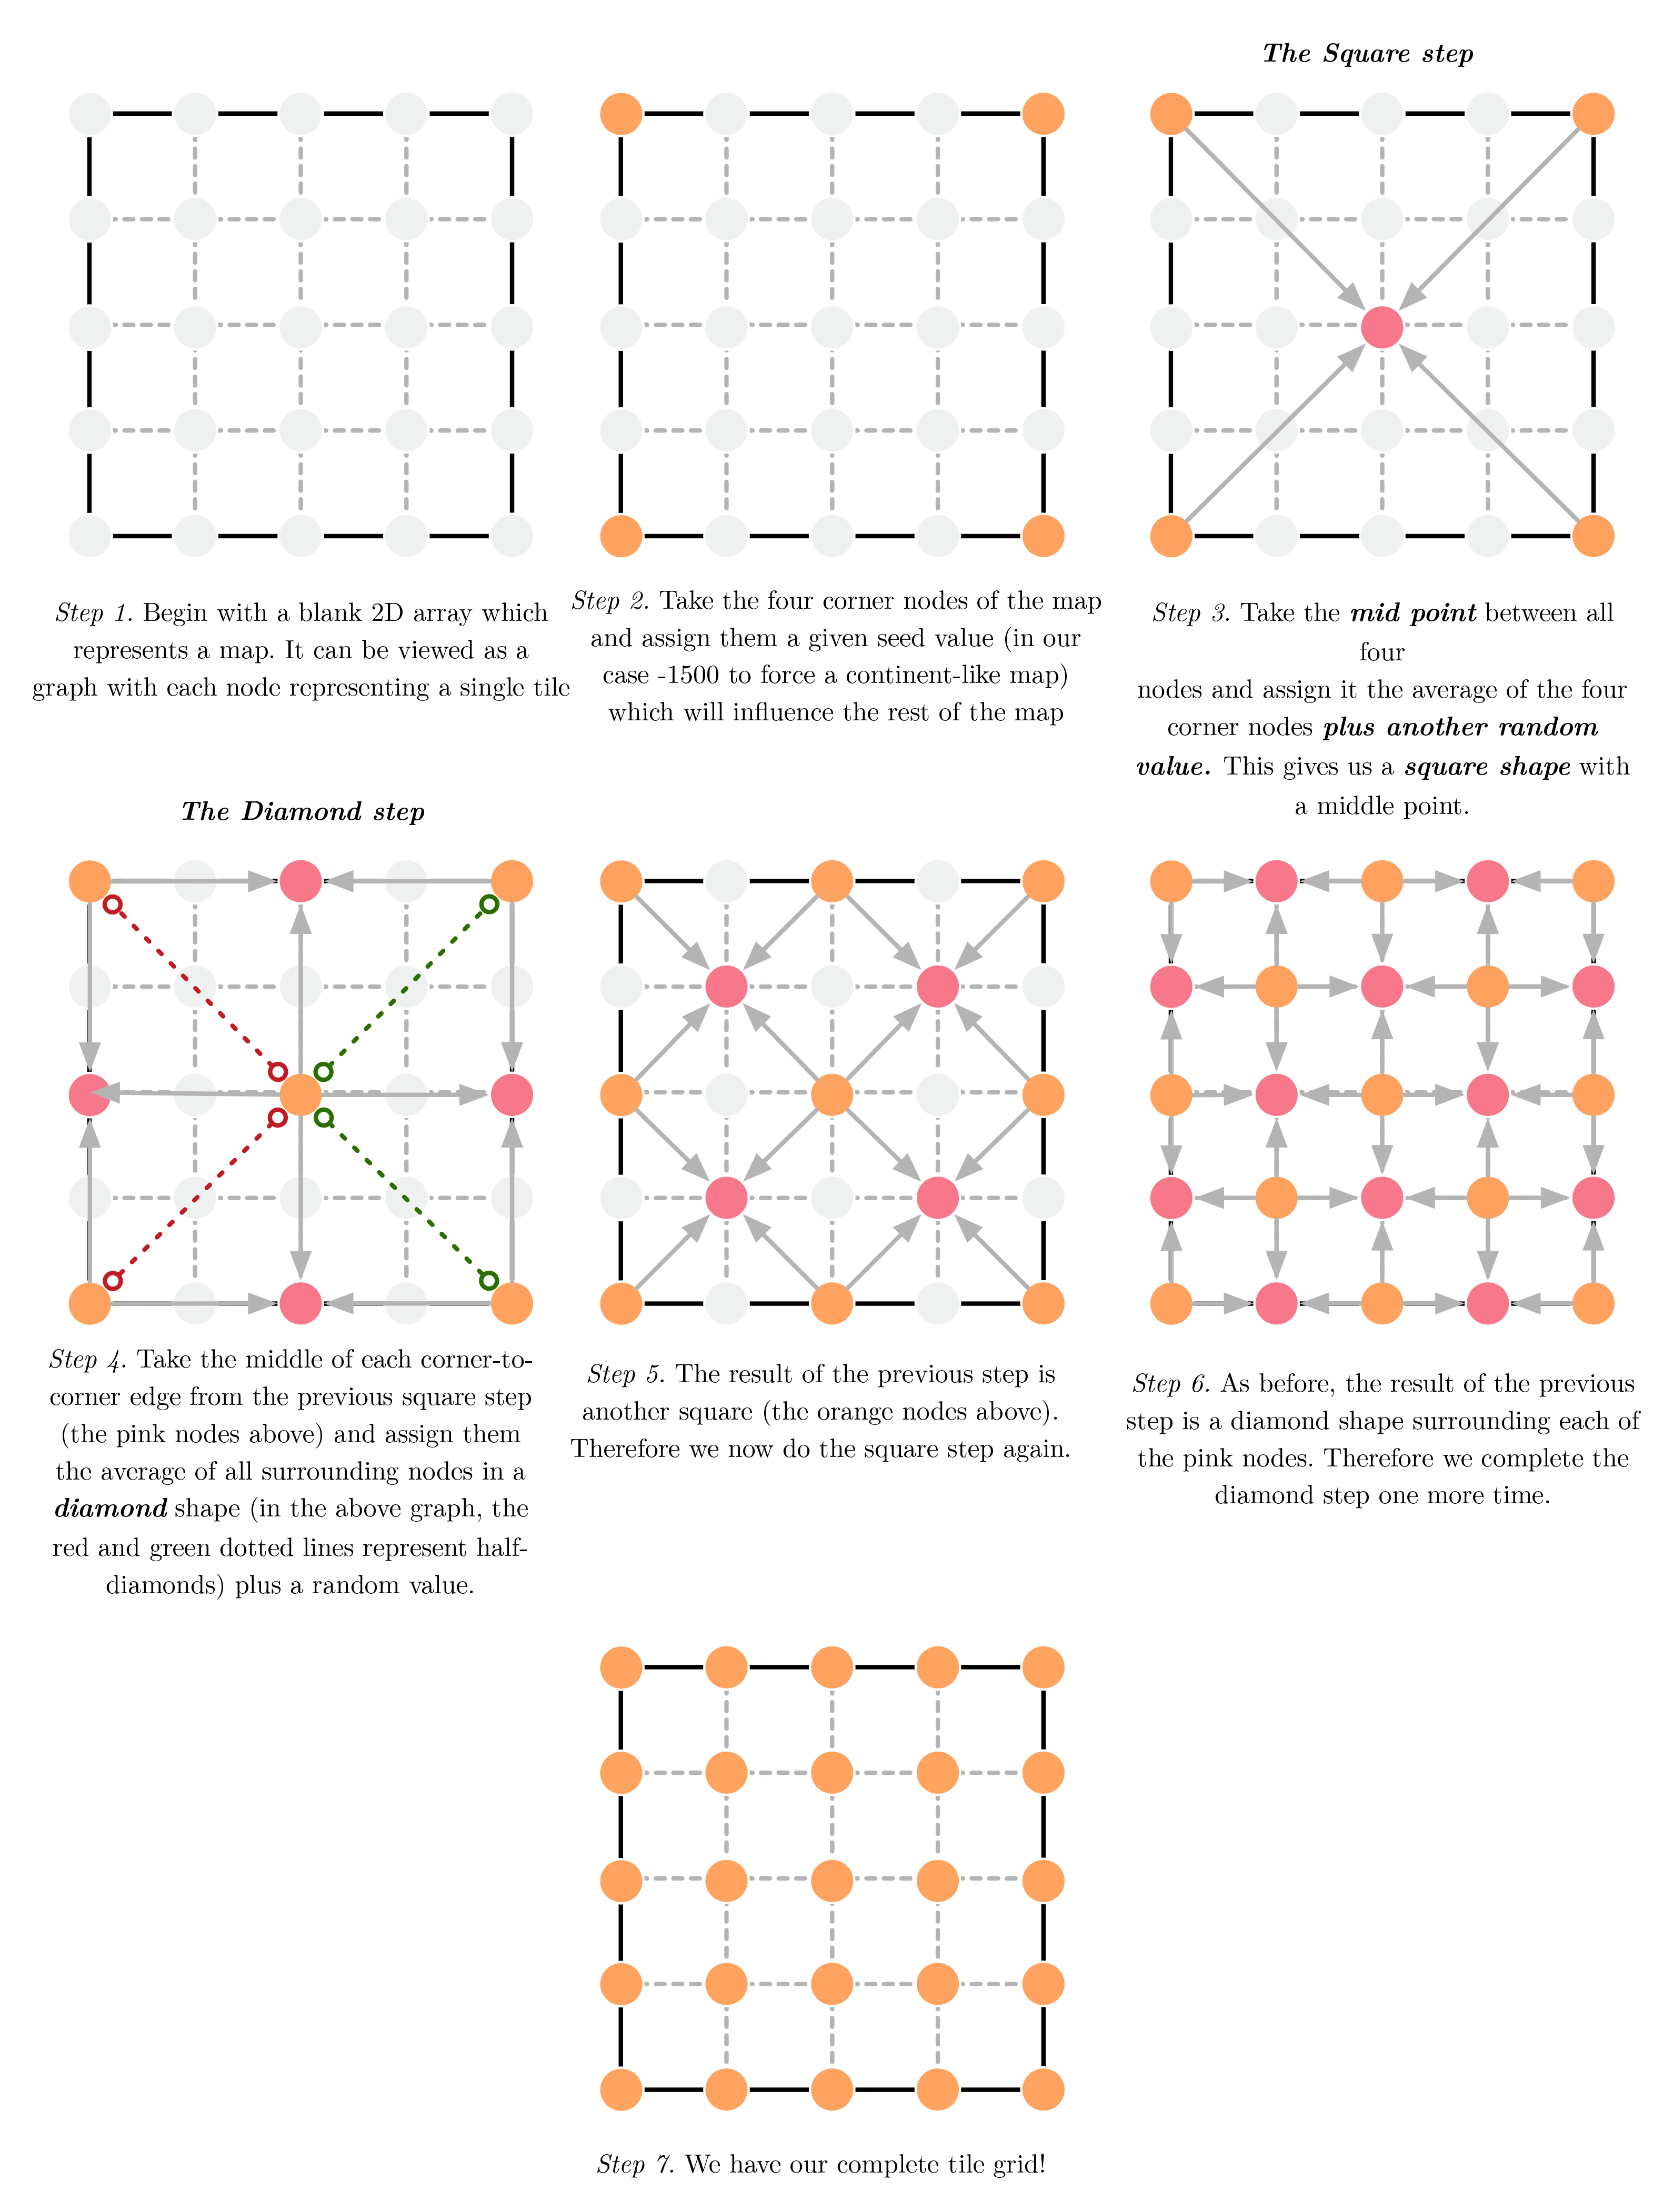 The Square step
Step 1. Begin with a blank 2D array which
represents a map. It can be viewed as a
graph with each node representing a single tile
Step 2. Take the four corner nodes of the map
and assign them a given seed value (in our
case -1500 to force a continent-like map)
which will influence the rest of the map
Step 3. Take the mid point between all
four
nodes and assign it the average of the four
corner nodes plus another random
value. This gives us a square shape with
a middle point.
The Diamond step
Step 4. Take the middle of each corner-to-
corner edge from the previous square step
(the pink nodes above) and assign them
the average of all surrounding nodes in a
diamond shape (in the above graph, the
red and green dotted lines represent half-
diamonds) plus a random value.
Step 5. The result of the previous step is
another square (the orange nodes above).
Therefore we now do the square step again.
Step 6. As before, the result of the previous
step is a diamond shape surrounding each of
the pink nodes. Therefore we complete the
diamond step one more time.
Step 7. We have our complete tile grid!